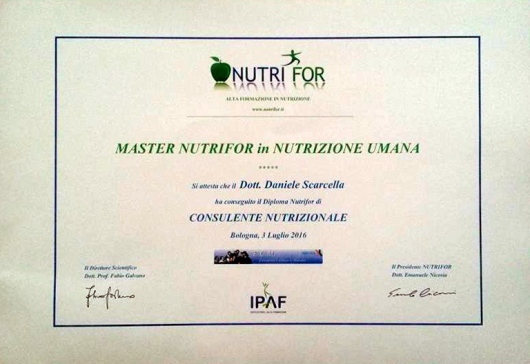 NUTRI FOR
ALTA FORMAZIONE IN NUTRIZIONE
www.nutrifor.it
MASTER NUTRIFOR in NUTRIZIONE UMANA
*****
Si attesta che il Dott. Daniele Scarcella
ha conseguito il Diploma Nutrifor di
CONSULENTE NUTRIZIONALE
Bologna, 3 Luglio 2016
Il Direttore Scientifico
Dott. Prof. Fabio Galvano
Il Presidente NUTRIFOR
Dott. Emanuele Nicosia
IPAF